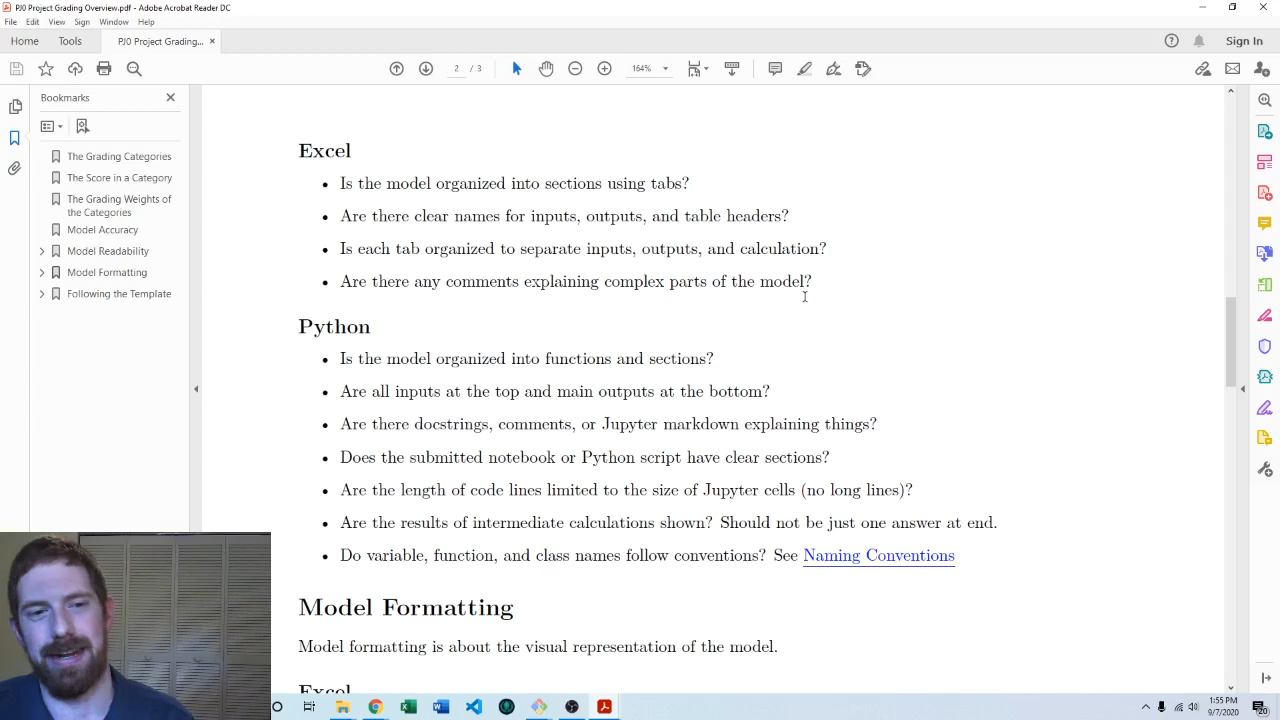 PJ0 Project Grading Overview.pdf - Adobe Acrobat Reader DC
File Edit View Sign Window Help
Home Tools PJ0 Project Grading... × Sign In
2 / 3 164%
Bookmarks
The Grading Categories
The Score in a Category
The Grading Weights of
the Categories
Model Accuracy
Model Readability
Model Formatting
Following the Template
Excel
• Is the model organized into sections using tabs?
• Are there clear names for inputs, outputs, and table headers?
• Is each tab organized to separate inputs, outputs, and calculation?
• Are there any comments explaining complex parts of the model?
Python
• Is the model organized into functions and sections?
• Are all inputs at the top and main outputs at the bottom?
• Are there docstrings, comments, or Jupyter markdown explaining things?
• Does the submitted notebook or Python script have clear sections?
• Are the length of code lines limited to the size of Jupyter cells (no long lines)?
• Are the results of intermediate calculations shown? Should not be just one answer at end.
• Do variable, function, and class names follow conventions? See Naming Conventions
Model Formatting
Model formatting is about the visual representation of the model.
Excel
1:55 PM
9/7/2020
20